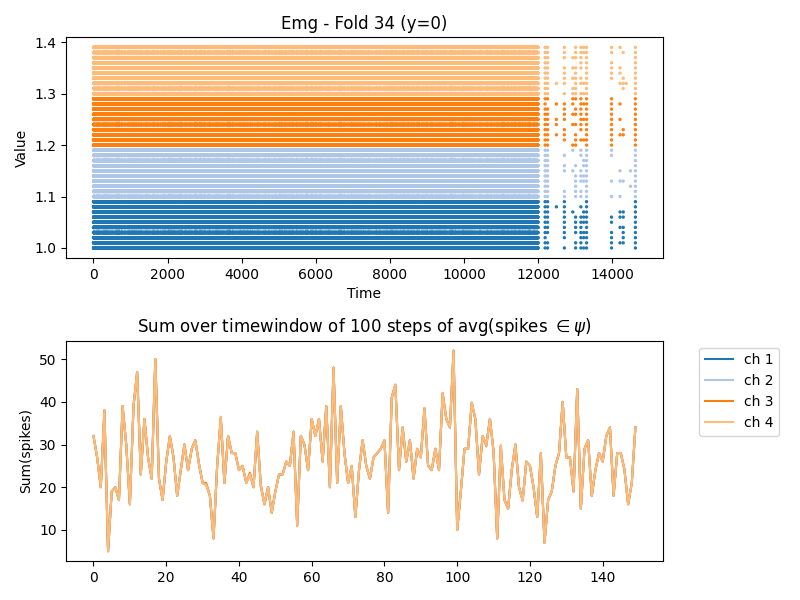 Emg - Fold 34 (y=0)
1.4
1.3
1.2
1.1
1.0
Value
0 2000 4000 6000 8000 10000 12000 14000
Time
Sum over timewindow of 100 steps of avg(spikes ∈ψ)
50
40
30
20
10
Sum(spikes)
0 20 40 60 80 100 120 140
ch 1
ch 2
ch 3
ch 4